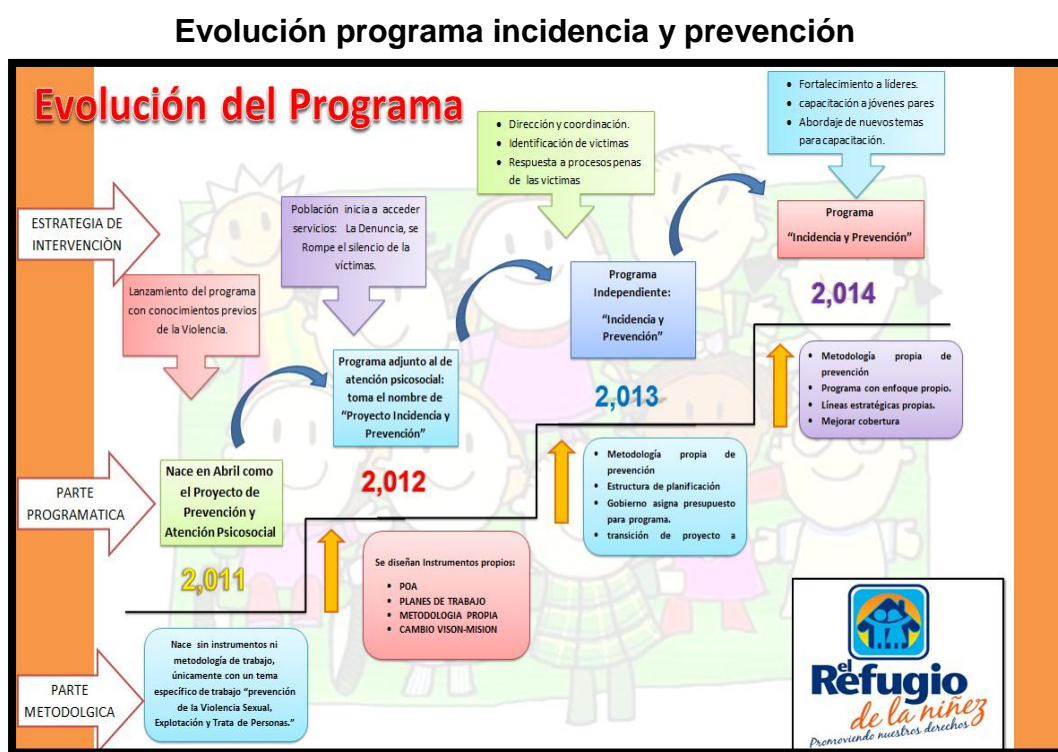 Evolución programa incidencia y prevención
Evolución del Programa
• Fortalecimiento a líderes.
• capacitación a jóvenes pares
• Abordaje de nuevos temas
para capacitación.
• Dirección y coordinación.
• Identificación de victimas
• Respuesta a procesos penas
de las victimas
Población inicia a acceder
servicios: La Denuncia, se
Rompe el silencio de la
víctimas.
ESTRATEGIA DE
INTERVENCIÒN
Lanzamiento del programa
con conocimientos previos
de la Violencia.
Programa
“Incidencia y Prevención”
2,014
Programa
Independiente:
“Incidencia y
Prevención”
2,013
Programa adjunto al de
atención psicosocial:
toma el nombre de
“Proyecto Incidencia y
Prevención”
2,012
• Metodología propia de
prevención
• Programa con enfoque propio.
• Líneas estratégicas propias.
• Mejorar cobertura
PARTE
PROGRAMATICA
Nace en Abril como
el Proyecto de
Prevención y
Atención Psicosocial
2,011
• Metodología propia de
prevención
• Estructura de planificación
• Gobierno asigna presupuesto
para programa.
• transición de proyecto a
Se diseñan Instrumentos propios:
• POA
• PLANES DE TRABAJO
• METODOLOGIA PROPIA
• CAMBIO VISON-MISION
PARTE
METODOLGICA
Nace sin instrumentos ni
metodología de trabajo,
únicamente con un tema
específico de trabajo “prevención
de la Violencia Sexual,
Explotación y Trata de Personas.”
el
Refugio
de la niñez
Promoviendo nuestros derechos